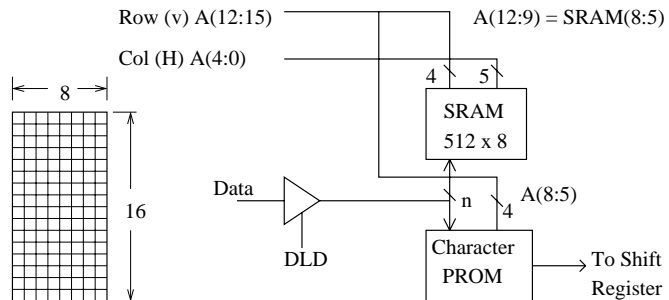 Row (v) A(12:15)
A(12:9) = SRAM(8:5)
Col (H) A(4:0)
4
5
8
SRAM
512 x 8
Data
n
A(8:5)
4
16
DLD
Character
PROM
To Shift
Register